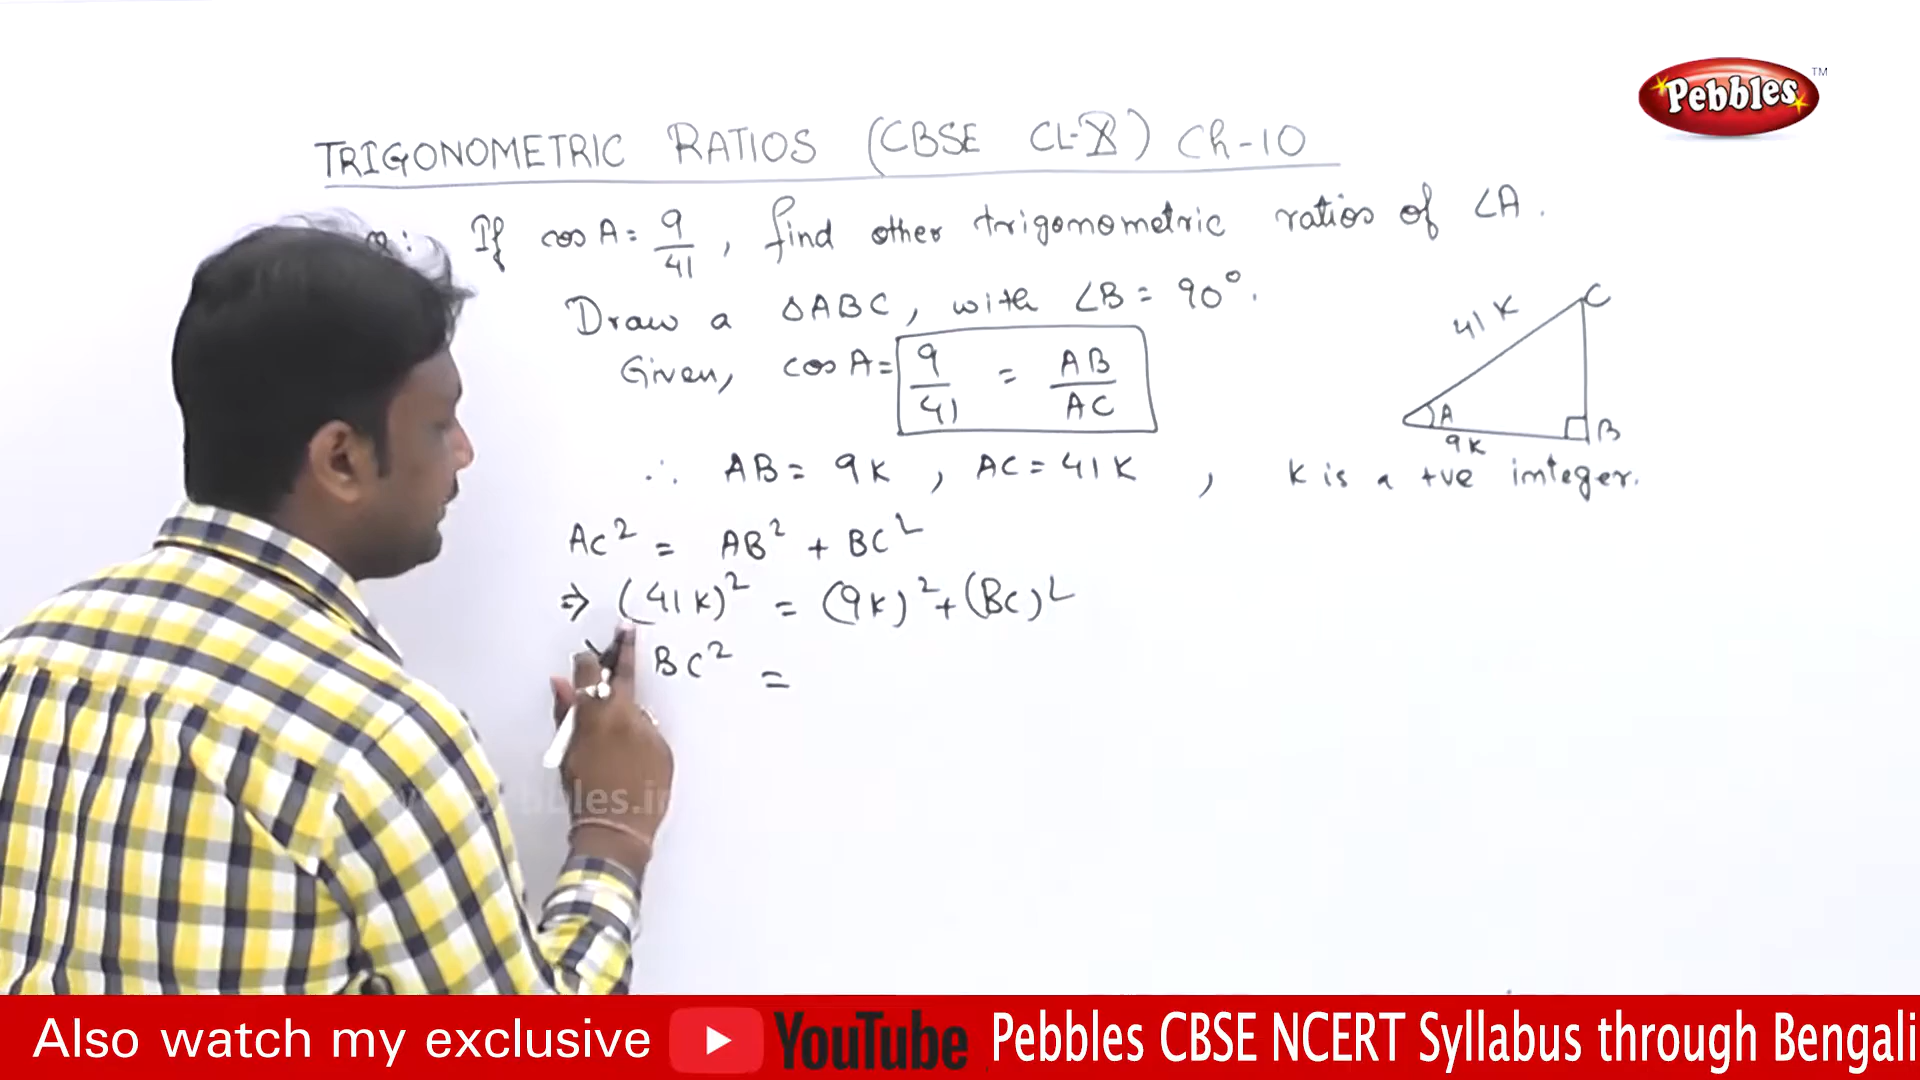 Pebbles TM
TRIGONOMETRIC RATIOS (CBSE CL-X) Ch-10
Q: If cos A = 9/41, find other trigonometric ratios of ∠A.
Draw a ΔABC, with ∠B = 90°.
Given, cos A = 9/41 = AB/AC
41 K
C
A
B
9K
∴ AB = 9K, AC = 41K, K is a +ve integer.
AC² = AB² + BC²
⇒ (41K)² = (9K)² + (BC)²
BC² =
Also watch my exclusive YouTube Pebbles CBSE NCERT Syllabus through Bengali